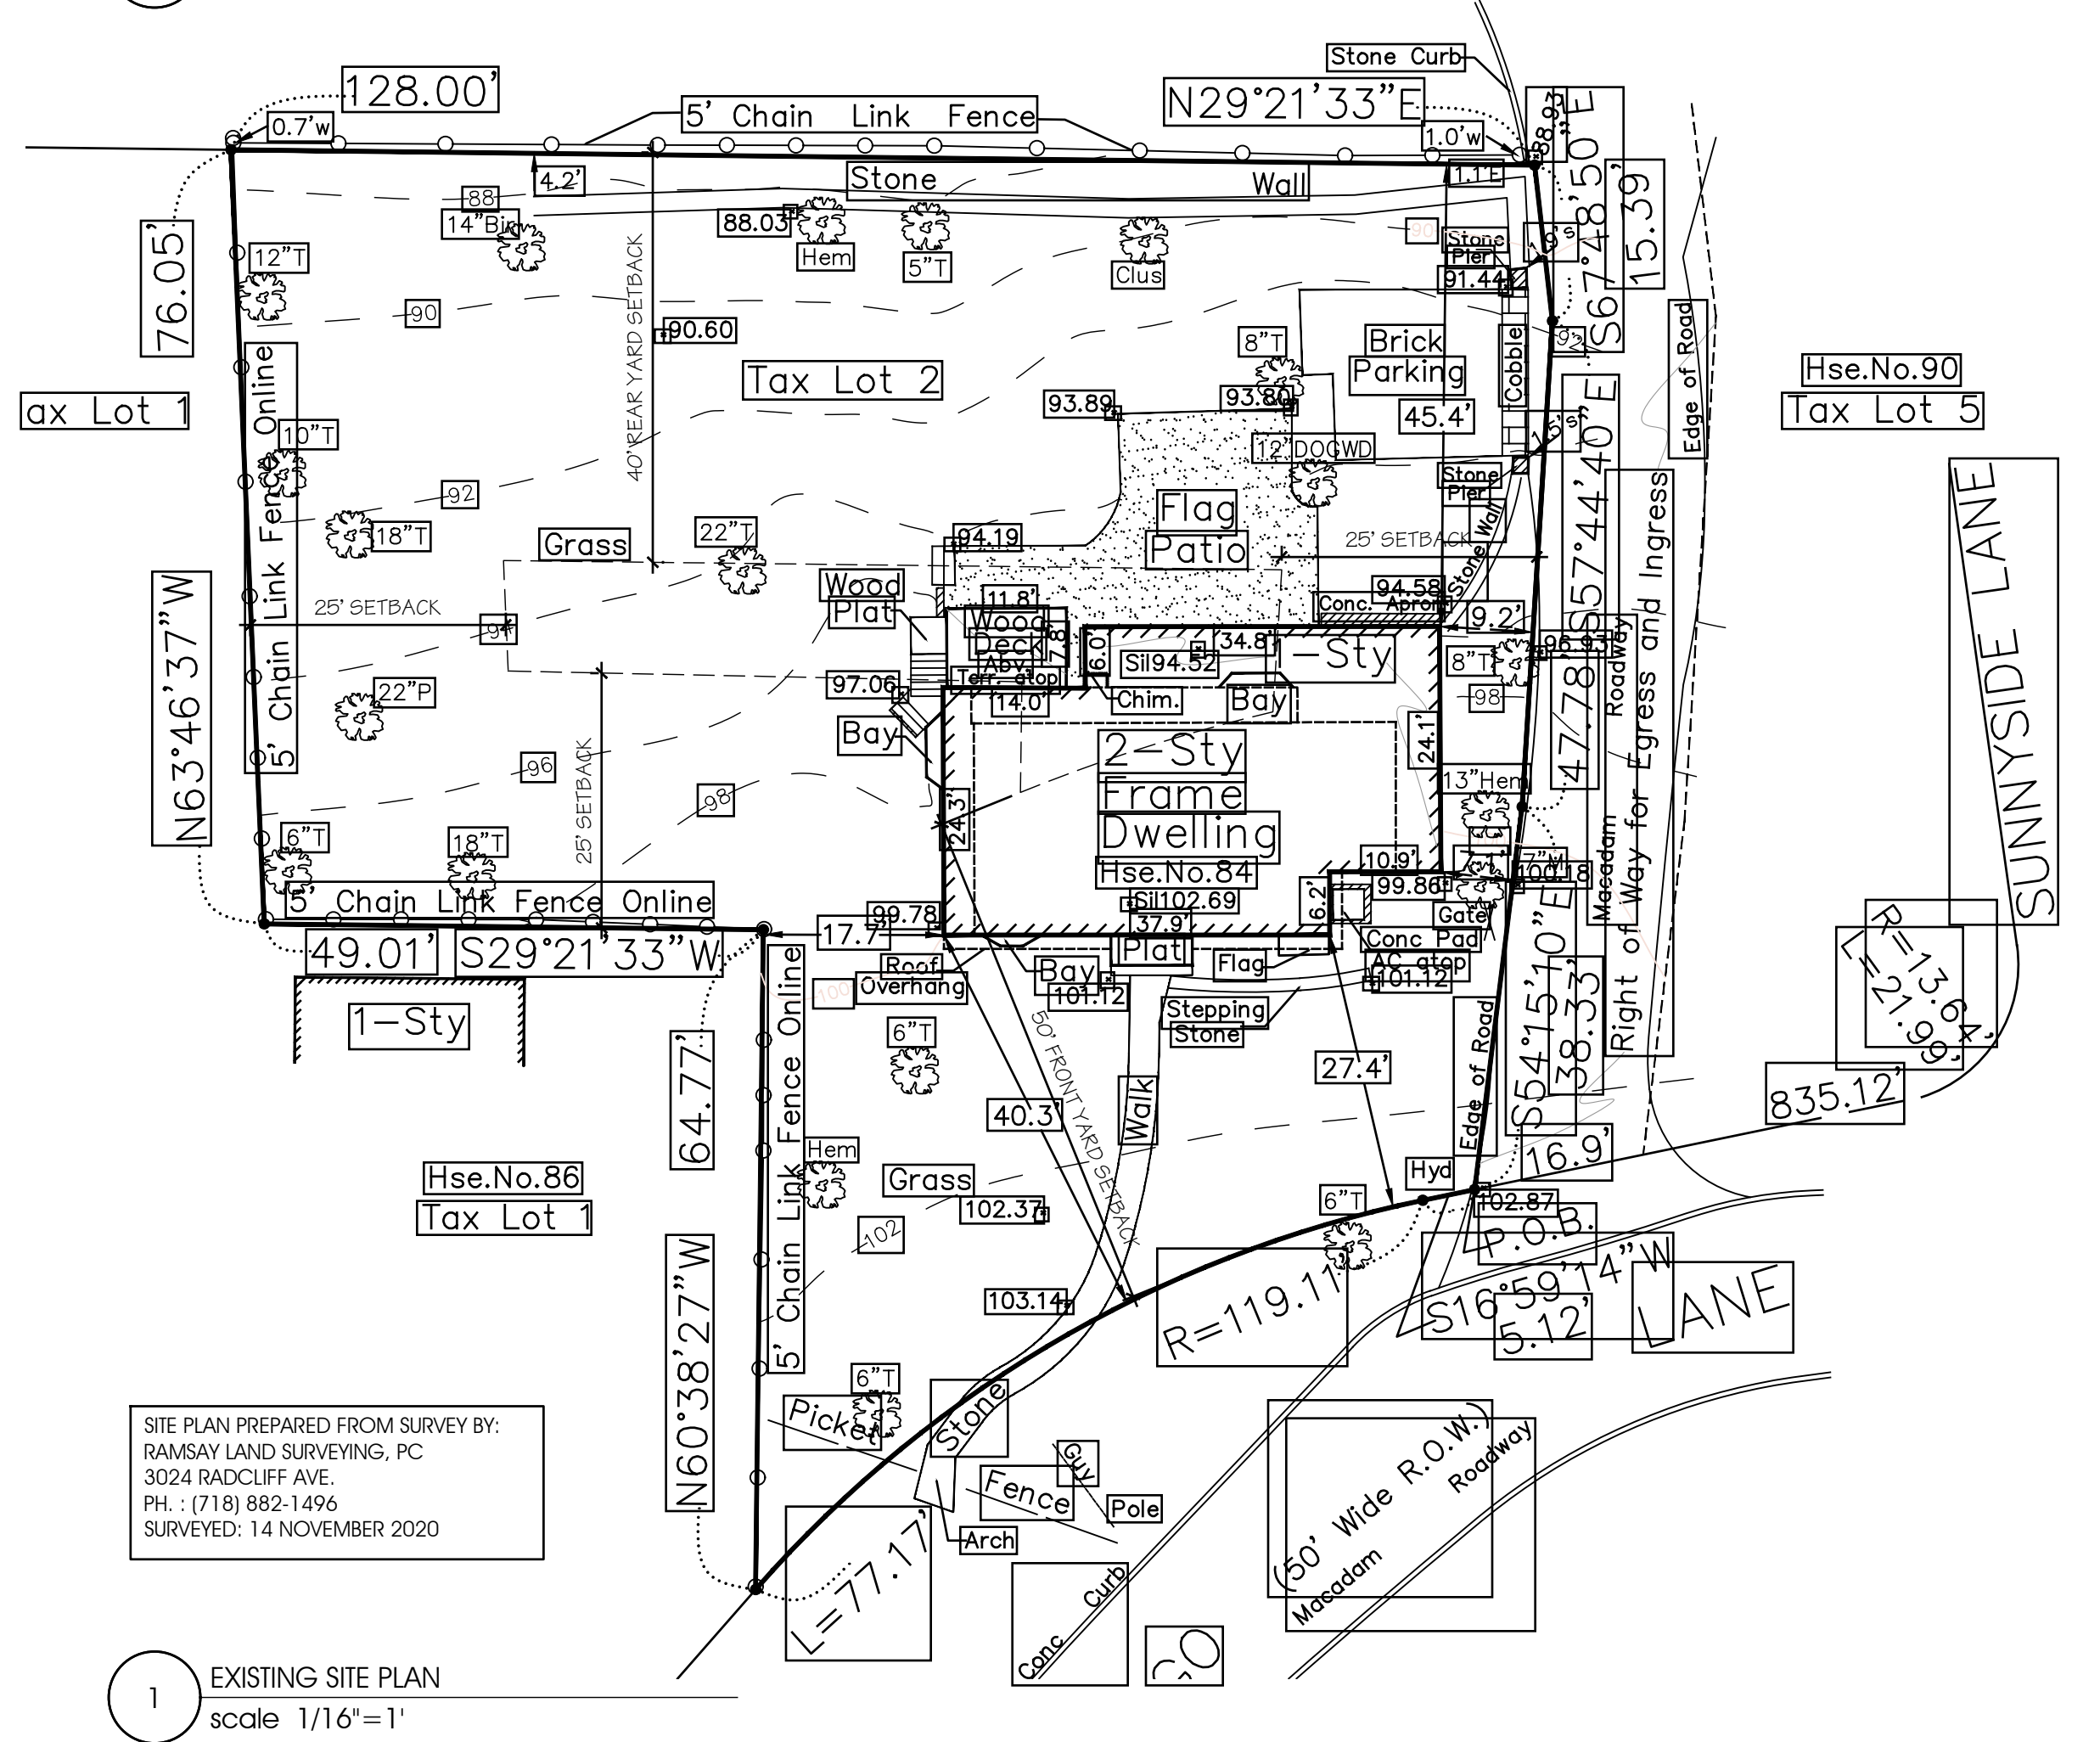 Stone Curb
128.00'
5' Chain Link Fence
N29°21'33"E
0.7'w
1.0'w
88.93
1.1'E
4.2'
Stone Wall
88
14"Bir
88.03
Hem
5"T
Clus
90
Stone
Pier
91.44
1.9's
S67°48'50"E
15.39'
76.05'
12"T
90
90.60
40' REAR YARD SETBACK
8"T
Brick
Parking
Cobble
92
Edge of Road
Hse.No.90
Tax Lot 5
ax Lot 1
Tax Lot 2
93.89
93.80
45.4'
10"T
12"DOGWD
1.5's
5' Chain Link Fence Online
92
18"T
Grass
22"T
94.19
Flag
Patio
Stone
Pier
Stone Wall
25' SETBACK
S57°44'40"E
47.78'
Right of Way for Egress and Ingress
Macadam Roadway
SUNNYSIDE LANE
N63°46'37"W
25' SETBACK
94
Wood
Plat
11.8'
Wood
Deck
Abv.
Terr. atop
7.8'
6.0'
94.58
Conc. Apron
9.2'
34.8'
1-Sty
Sil94.52
8"T
96.93
97.06
14.0'
Chim.
Bay
98
22"P
Bay
24.1'
2-Sty
Frame
Dwelling
Hse.No.84
Sil102.69
37.9'
96
25' SETBACK
98
24.3'
13"Hem
6"T
18"T
10.9'
7.1'
7"M
99.86
100.18
6.2'
5' Chain Link Fence Online
99.78
17.7'
Gate
Conc Pad
AC atop
101.12
49.01'
S29°21'33"W
Roof
Overhang
Plat
Bay
101.12
Flag
100
Stepping
Stone
1-Sty
S54°15'10"E
38.33'
R=13.64'
L=21.99'
6"T
50' FRONT YARD SETBACK
27.4'
Edge of Road
835.12'
64.77'
5' Chain Link Fence Online
40.3'
Walk
16.9'
Hse.No.86
Tax Lot 1
Hem
Grass
Hyd
102.37
6"T
102.87
P.O.B.
102
S16°59'14"W
5.12'
LANE
N60°38'27"W
103.14
R=119.11'
6"T
Picket
Stone
Fence
Guy
Pole
Arch
(50' Wide R.O.W.)
Macadam Roadway
L=77.17'
Conc Curb
SITE PLAN PREPARED FROM SURVEY BY:
RAMSAY LAND SURVEYING, PC
3024 RADCLIFF AVE.
PH. : (718) 882-1496
SURVEYED: 14 NOVEMBER 2020
1
EXISTING SITE PLAN
scale 1/16"=1'